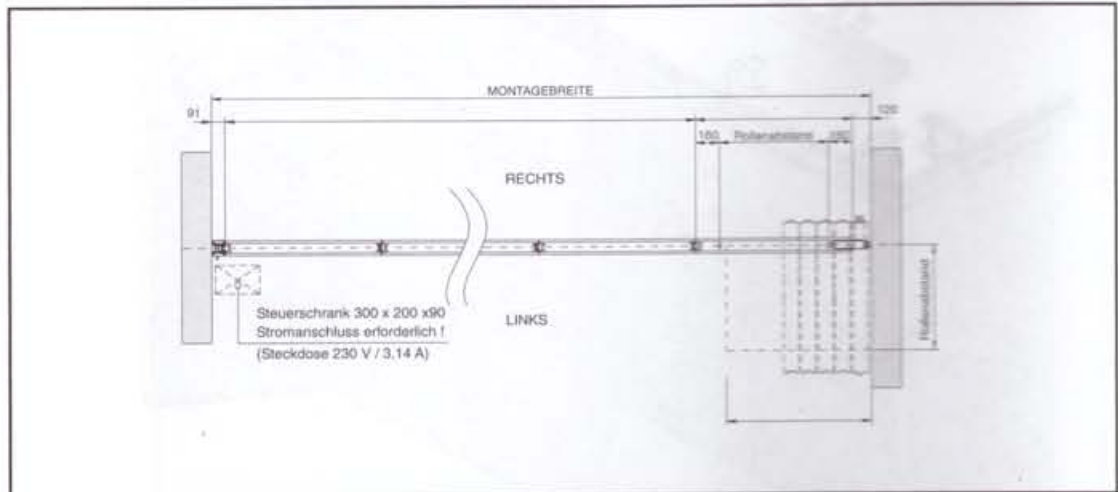 MONTAGEBREITE
91
120
160
Rollenabstand
RECHTS
Rollenabstand
Steuerschrank 300 x 200 x90
Stromanschluss erforderlich !
(Steckdose 230 V / 3,14 A)
LINKS